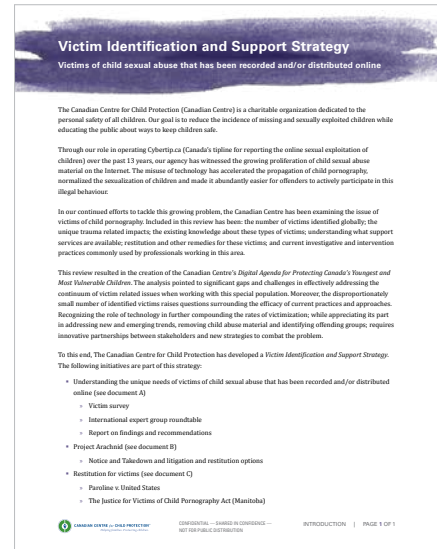 Victim Identification and Support Strategy
Victims of child sexual abuse that has been recorded and/or distributed online
The Canadian Centre for Child Protection (Canadian Centre) is a charitable organization dedicated to the
personal safety of all children. Our goal is to reduce the incidence of missing and sexually exploited children while
educating the public about ways to keep children safe.
Through our role in operating Cybertip.ca (Canada's tipline for reporting the online sexual exploitation of
children) over the past 13 years, our agency has witnessed the growing proliferation of child sexual abuse
material on the Internet. The misuse of technology has accelerated the propagation of child pornography,
normalized the sexualization of children and made it abundantly easier for offenders to actively participate in this
illegal behaviour.
In our continued efforts to tackle this growing problem, the Canadian Centre has been examining the issue of
victims of child pornography. Included in this review has been: the number of victims identified globally; the
unique trauma related impacts; the existing knowledge about these types of victims; understanding what support
services are available; restitution and other remedies for these victims; and current investigative and intervention
practices commonly used by professionals working in this area.
This review resulted in the creation of the Canadian Centre's Digital Agenda for Protecting Canada's Youngest and
Most Vulnerable Children. The analysis pointed to significant gaps and challenges in effectively addressing the
continuum of victim related issues when working with this special population. Moreover, the disproportionately
small number of identified victims raises questions surrounding the efficacy of current practices and approaches.
Recognizing the role of technology in further compounding the rates of victimization; while appreciating its part
in addressing new and emerging trends, removing child abuse material and identifying offending groups; requires
innovative partnerships between stakeholders and new strategies to combat the problem.
To this end, The Canadian Centre for Child Protection has developed a Victim Identification and Support Strategy.
The following initiatives are part of this strategy:
• Understanding the unique needs of victims of child sexual abuse that has been recorded and/or distributed
online (see document A)
» Victim survey
» International expert group roundtable
» Report on findings and recommendations
• Project Arachnid (see document B)
» Notice and Takedown and litigation and restitution options
• Restitution for victims (see document C)
» Paroline v. United States
» The Justice for Victims of Child Pornography Act (Manitoba)
CANADIAN CENTRE for CHILD PROTECTION
CONFIDENTIAL — SHARED IN CONFIDENCE —
NOT FOR PUBLIC DISTRIBUTION
INTRODUCTION | PAGE 1 OF 1